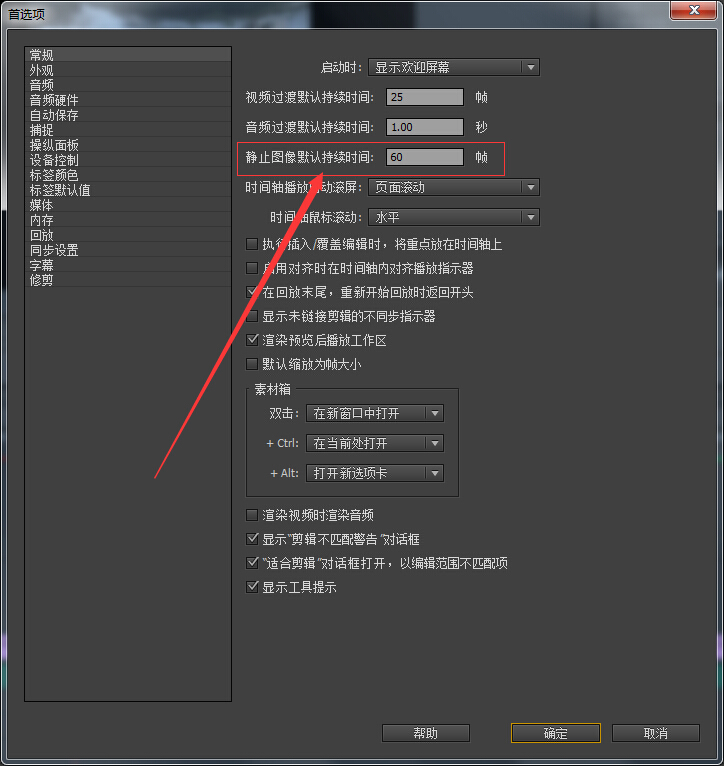 首选项
常规
外观
音频
音频硬件
自动保存
捕捉
操纵面板
设备控制
标签颜色
标签默认值
媒体
内存
回放
同步设置
字幕
修剪
启动时: 显示欢迎屏幕
视频过渡默认持续时间: 25 帧
音频过渡默认持续时间: 1.00 秒
静止图像默认持续时间: 60 帧
时间轴播放自动滚屏: 页面滚动
时间轴鼠标滚动: 水平
执行插入/覆盖编辑时，将重点放在时间轴上
启用对齐时在时间轴内对齐播放指示器
在回放末尾，重新开始回放时返回开头
显示未链接剪辑的不同步指示器
渲染预览后播放工作区
默认缩放为帧大小
素材箱
双击: 在新窗口中打开
+ Ctrl: 在当前处打开
+ Alt: 打开新选项卡
渲染视频时渲染音频
显示"剪辑不匹配警告"对话框
"适合剪辑"对话框打开，以编辑范围不匹配项
显示工具提示
帮助 确定 取消